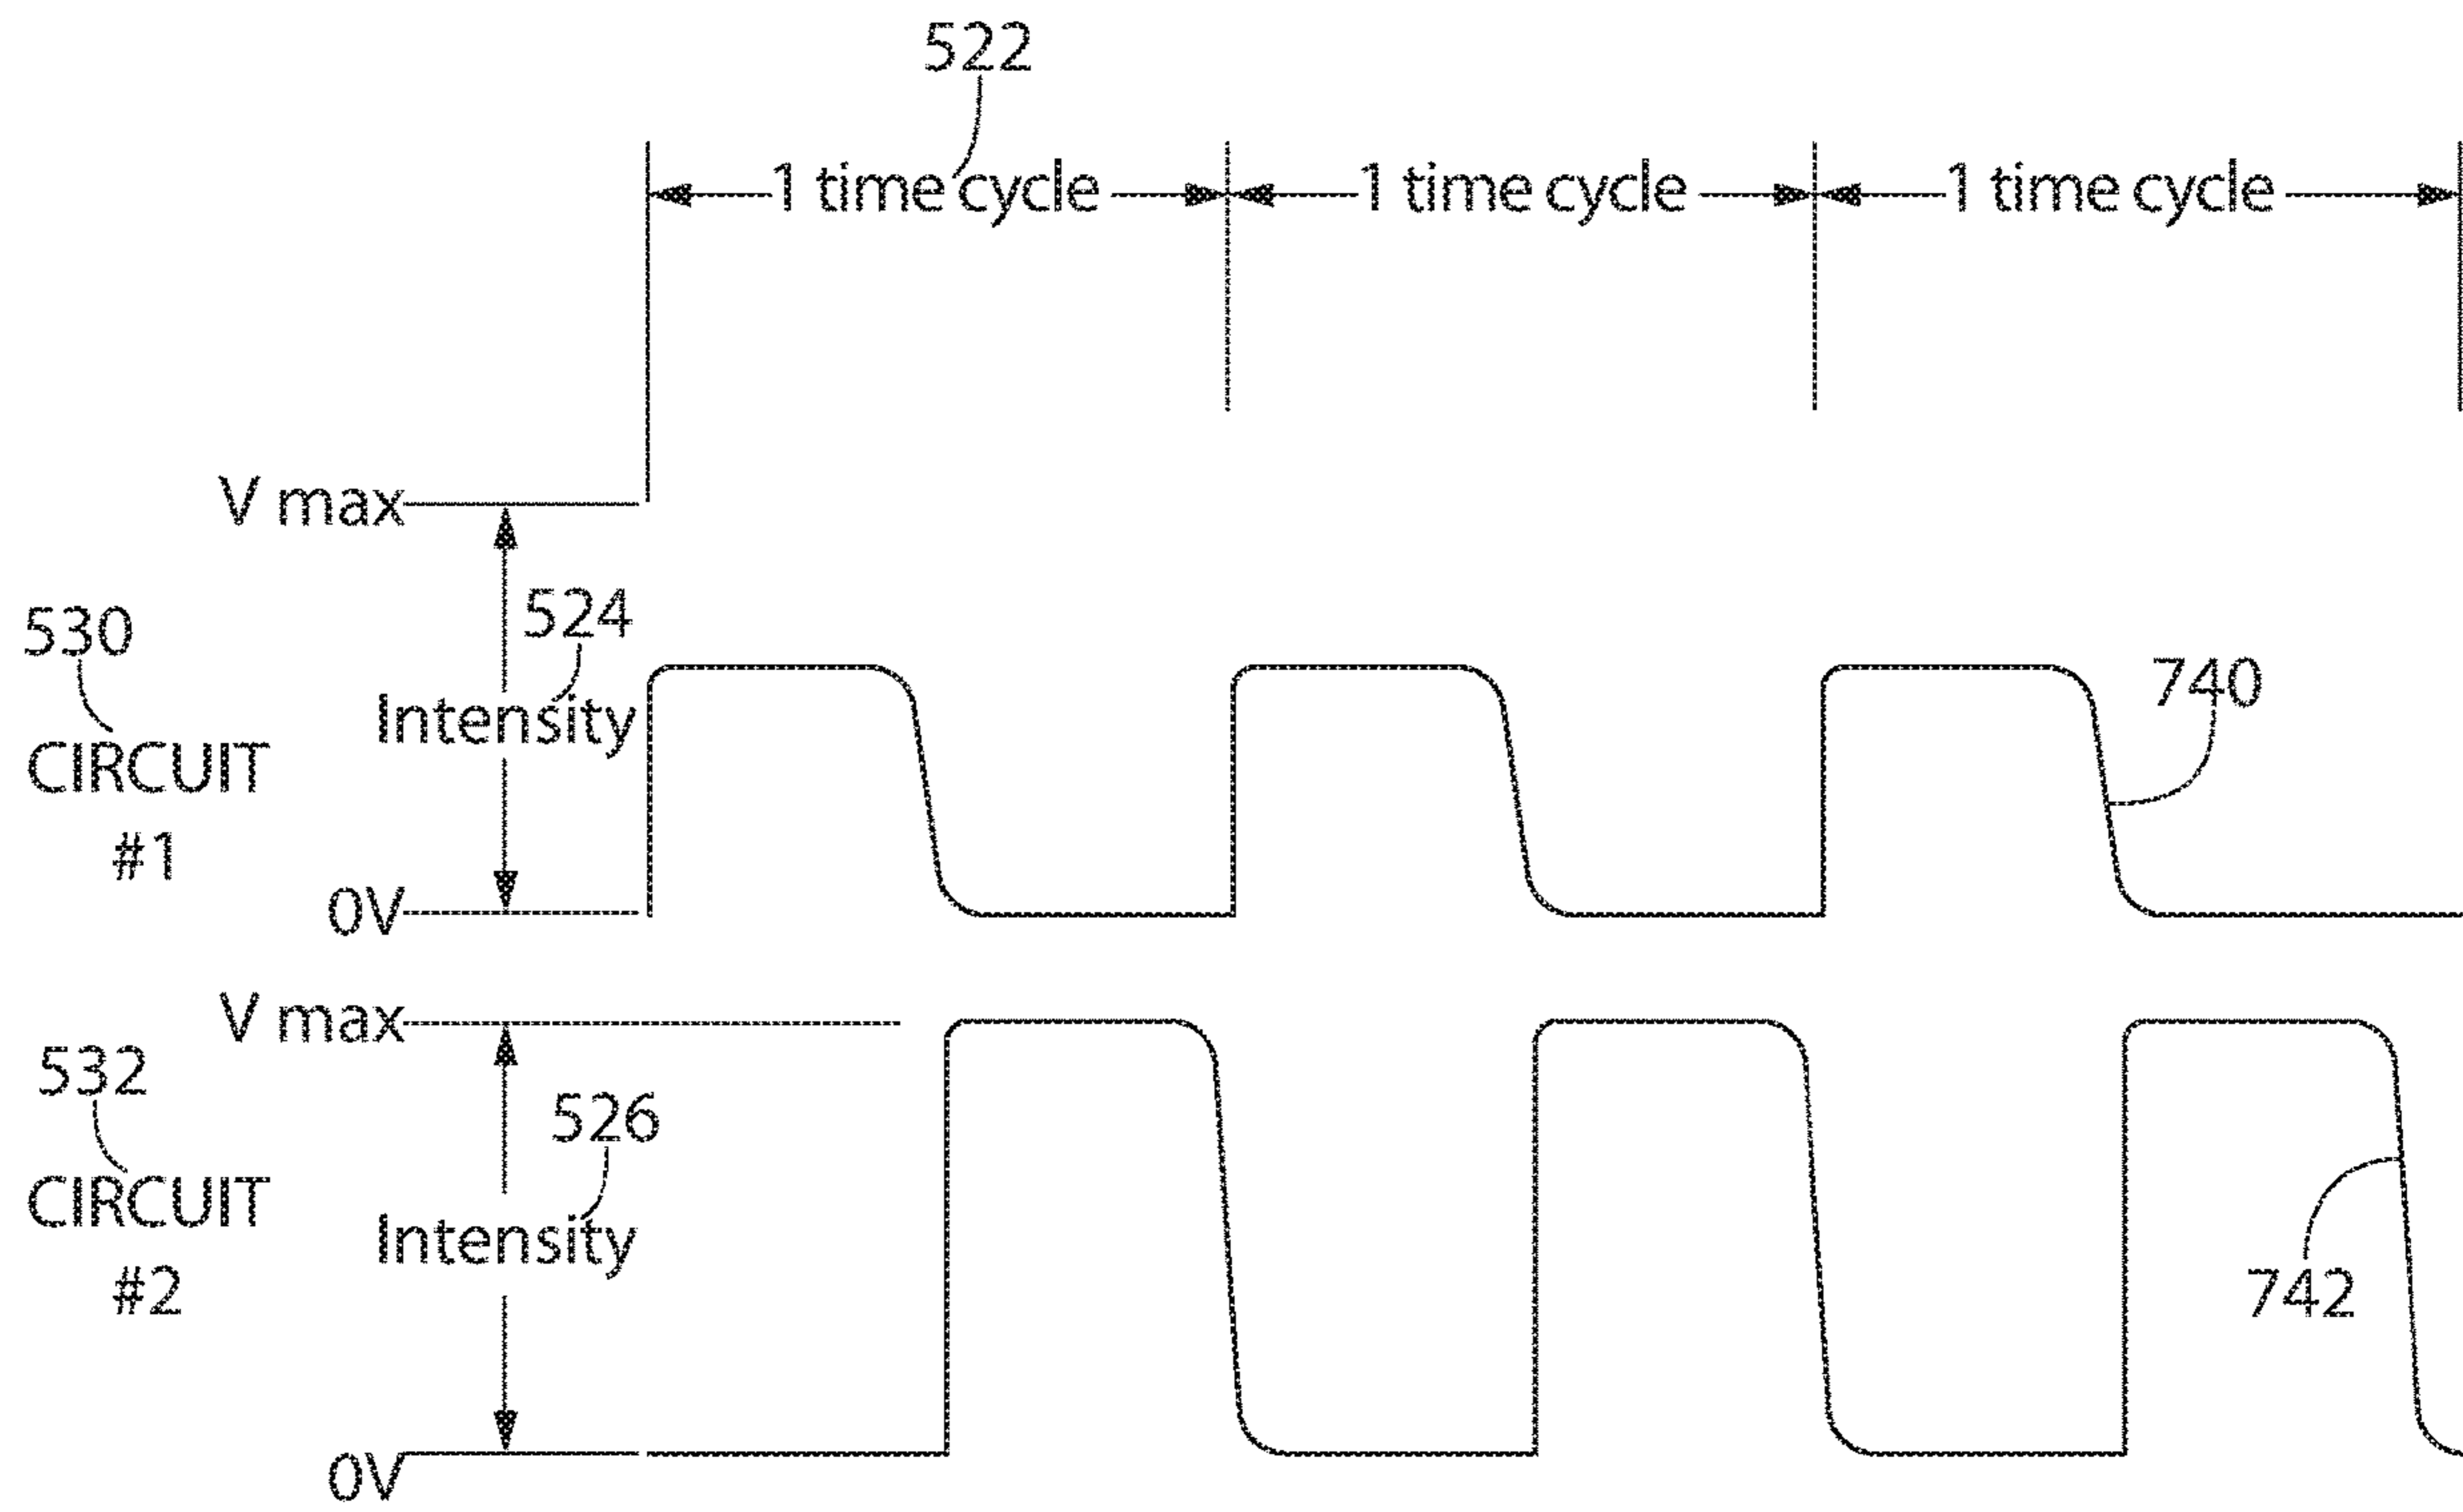 522
1 time cycle 1 time cycle 1 time cycle
V max
530
524
740
Intensity
CIRCUIT
#1
0V
V max
532
526
CIRCUIT
Intensity
#2
742
0V